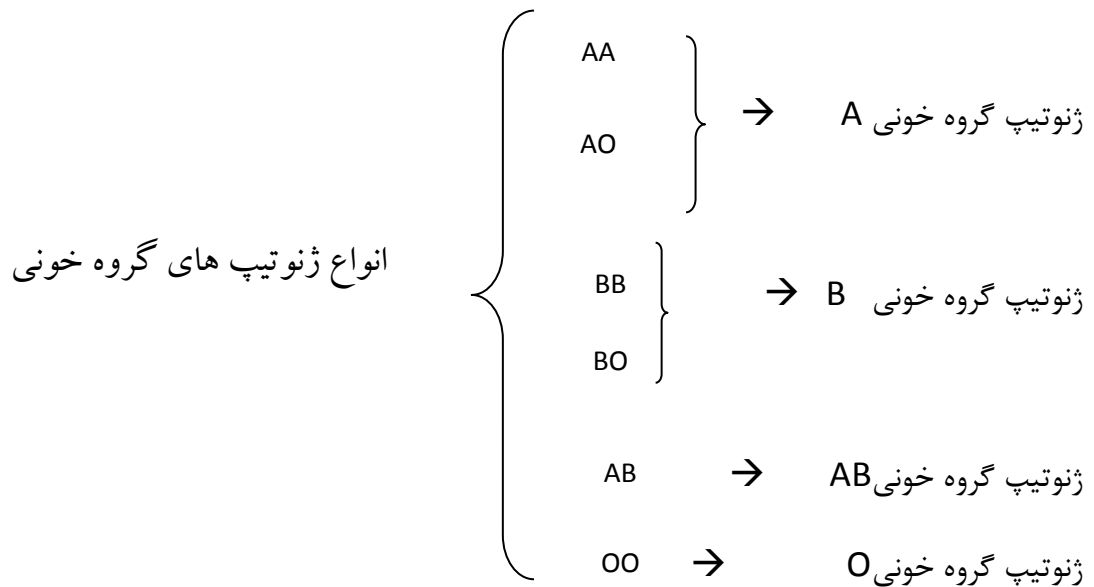 انواع ژنوتیپ های گروه خونی
AA
AO
→ ژنوتیپ گروه خونی A
BB
BO
→ ژنوتیپ گروه خونی B
AB → ژنوتیپ گروه خونیAB
OO → ژنوتیپ گروه خونیO